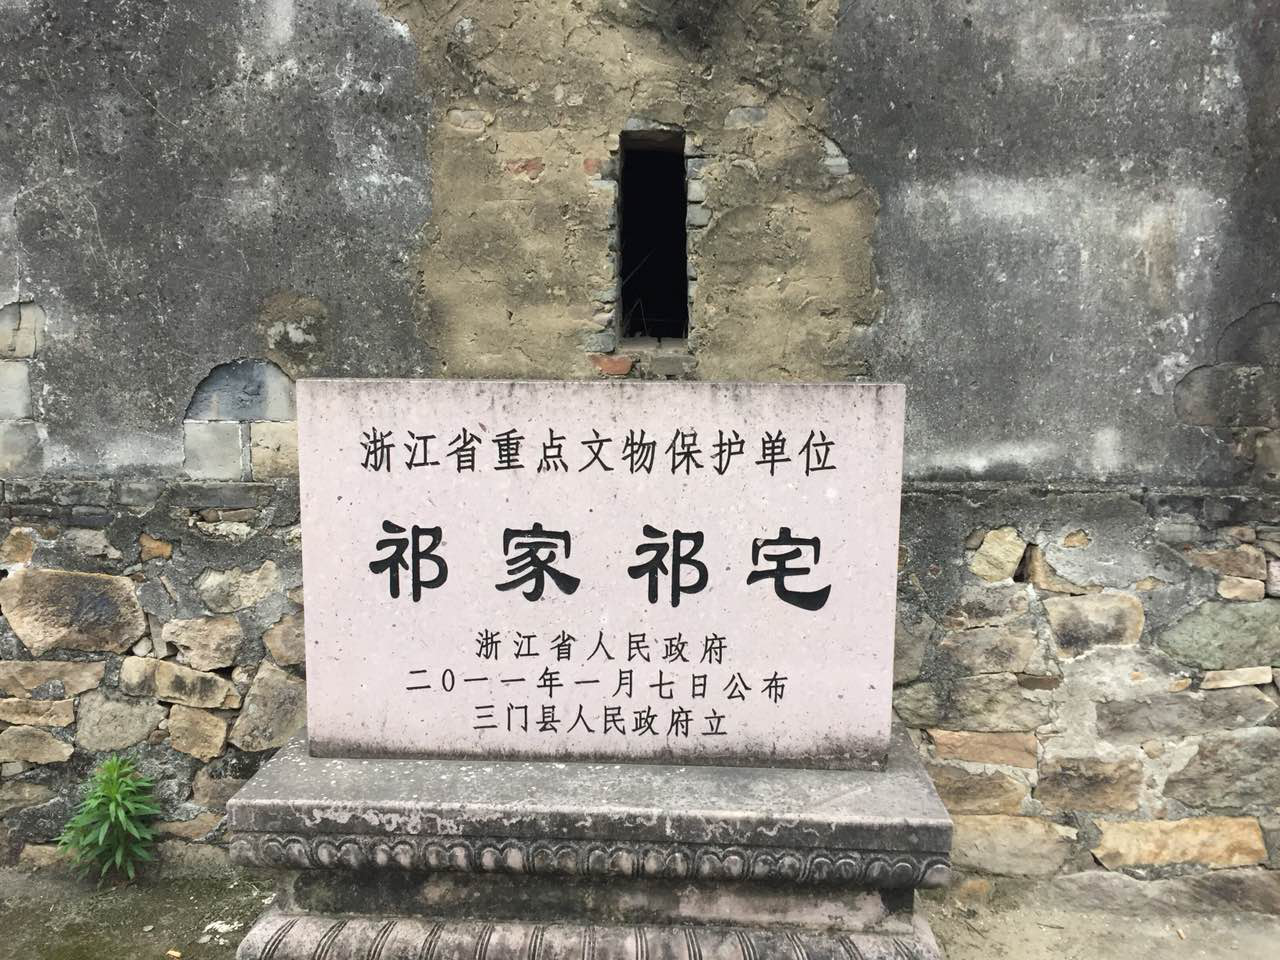 浙江省重点文物保护单位
祁家祁宅
浙江省人民政府
二〇一一年一月七日公布
三门县人民政府立